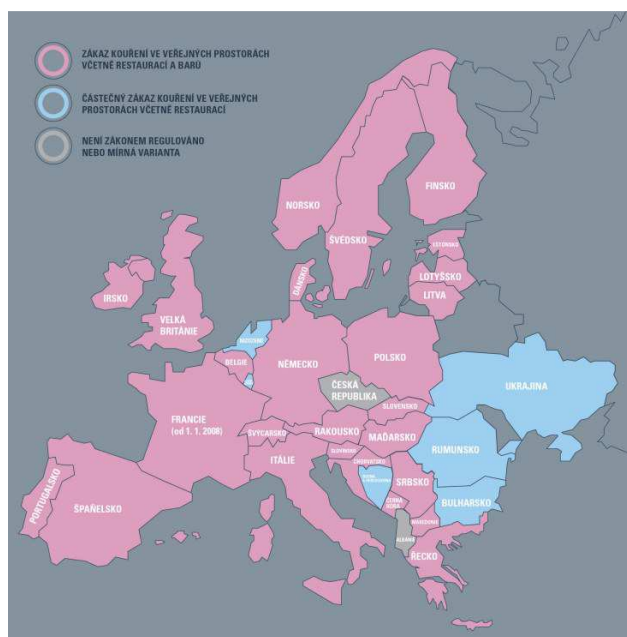 ZÁKAZ KOUŘENÍ VE VEŘEJNÝCH PROSTORÁCH
VČETNĚ RESTAURACÍ A BARŮ
ČÁSTEČNÝ ZÁKAZ KOUŘENÍ VE VEŘEJNÝCH
PROSTORÁCH VČETNĚ RESTAURACÍ
NENÍ ZÁKONEM REGULOVÁNO
NEBO MÍRNÁ VARIANTA
FINSKO
NORSKO
ŠVÉDSKO
ESTONSKO
LOTYŠSKO
LITVA
DÁNSKO
IRSKO
VELKÁ
BRITÁNIE
BELGIE
NĚMECKO
POLSKO
ČESKÁ
REPUBLIKA
UKRAJINA
SLOVENSKO
FRANCIE
(od 1. 1. 2008)
ŠVÝCARSKO
RAKOUSKO
MAĎARSKO
RUMUNSKO
ITÁLIE
SLOVINSKO
CHORVATSKO
SRBSKO
ČERNÁ
HORA
BULHARSKO
PORTUGALSKO
ŠPAŇELSKO
MAKEDONIE
ALBÁNIE
ŘECKO